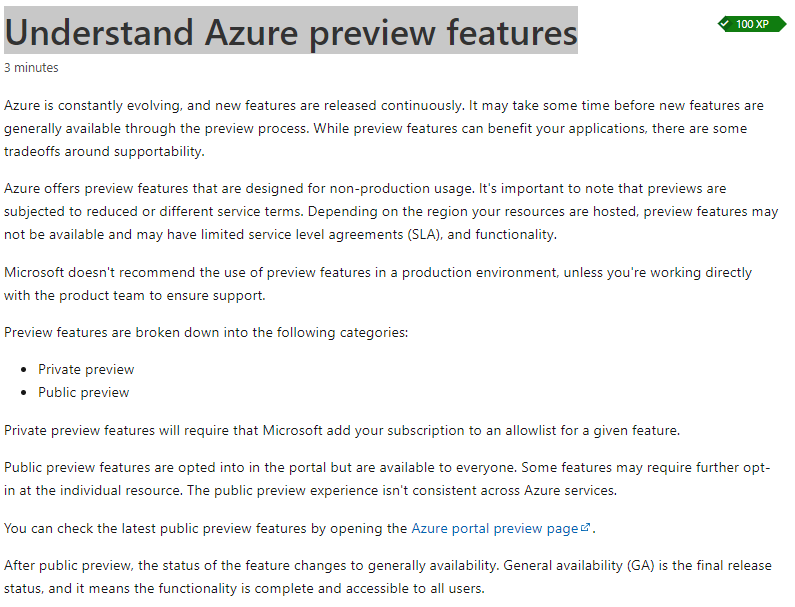 Understand Azure preview features
100 XP
3 minutes
Azure is constantly evolving, and new features are released continuously. It may take some time before new features are
generally available through the preview process. While preview features can benefit your applications, there are some
tradeoffs around supportability.
Azure offers preview features that are designed for non-production usage. It's important to note that previews are
subjected to reduced or different service terms. Depending on the region your resources are hosted, preview features may
not be available and may have limited service level agreements (SLA), and functionality.
Microsoft doesn't recommend the use of preview features in a production environment, unless you're working directly
with the product team to ensure support.
Preview features are broken down into the following categories:
• Private preview
• Public preview
Private preview features will require that Microsoft add your subscription to an allowlist for a given feature.
Public preview features are opted into in the portal but are available to everyone. Some features may require further opt-
in at the individual resource. The public preview experience isn't consistent across Azure services.
You can check the latest public preview features by opening the Azure portal preview page.
After public preview, the status of the feature changes to generally availability. General availability (GA) is the final release
status, and it means the functionality is complete and accessible to all users.